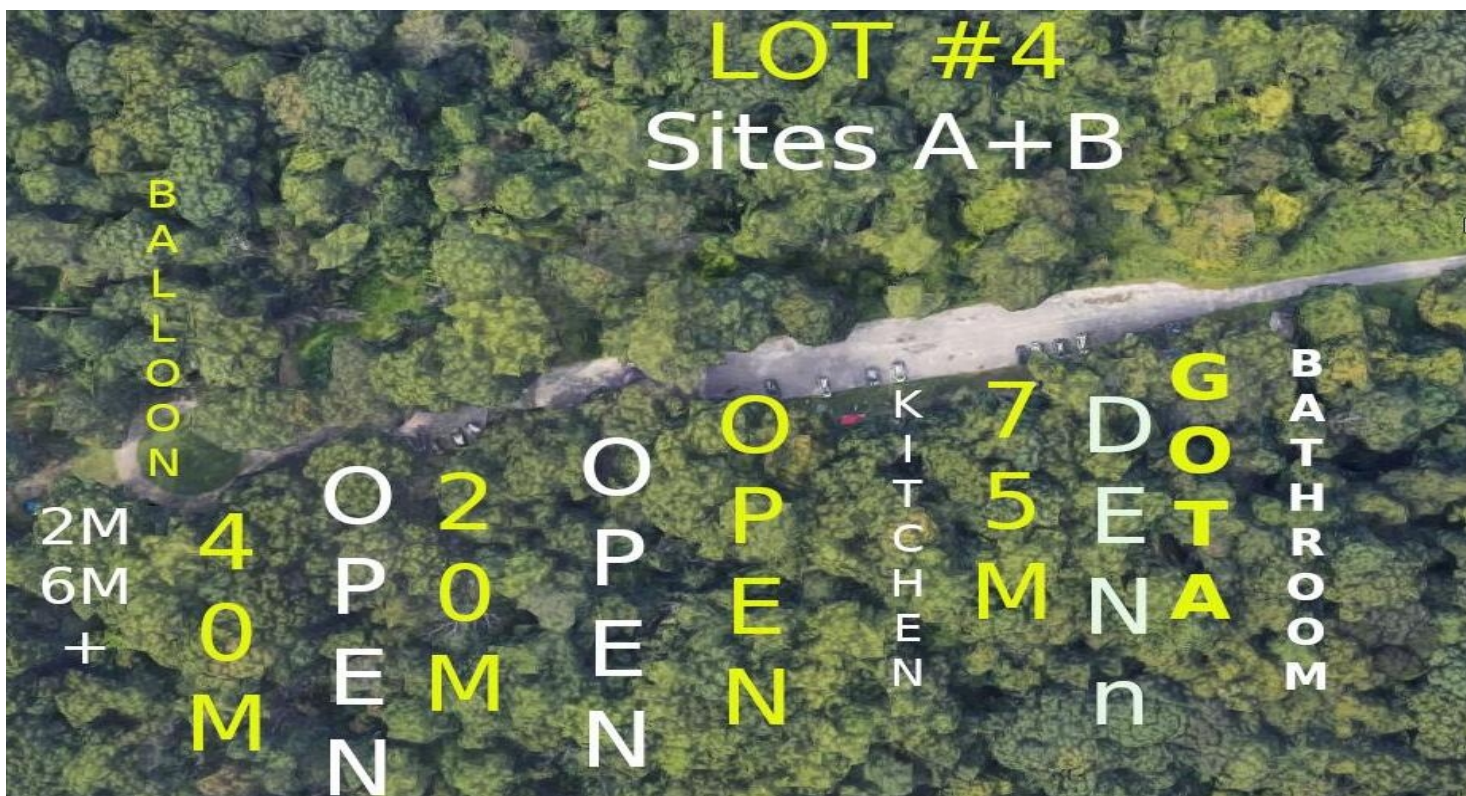 LOT #4
Sites A+B
BALLOON
2M
6M
+
40M
OPEN
20M
OPEN
OPEN
KITCHEN
75M
DENn
GOTA
BATHROOM